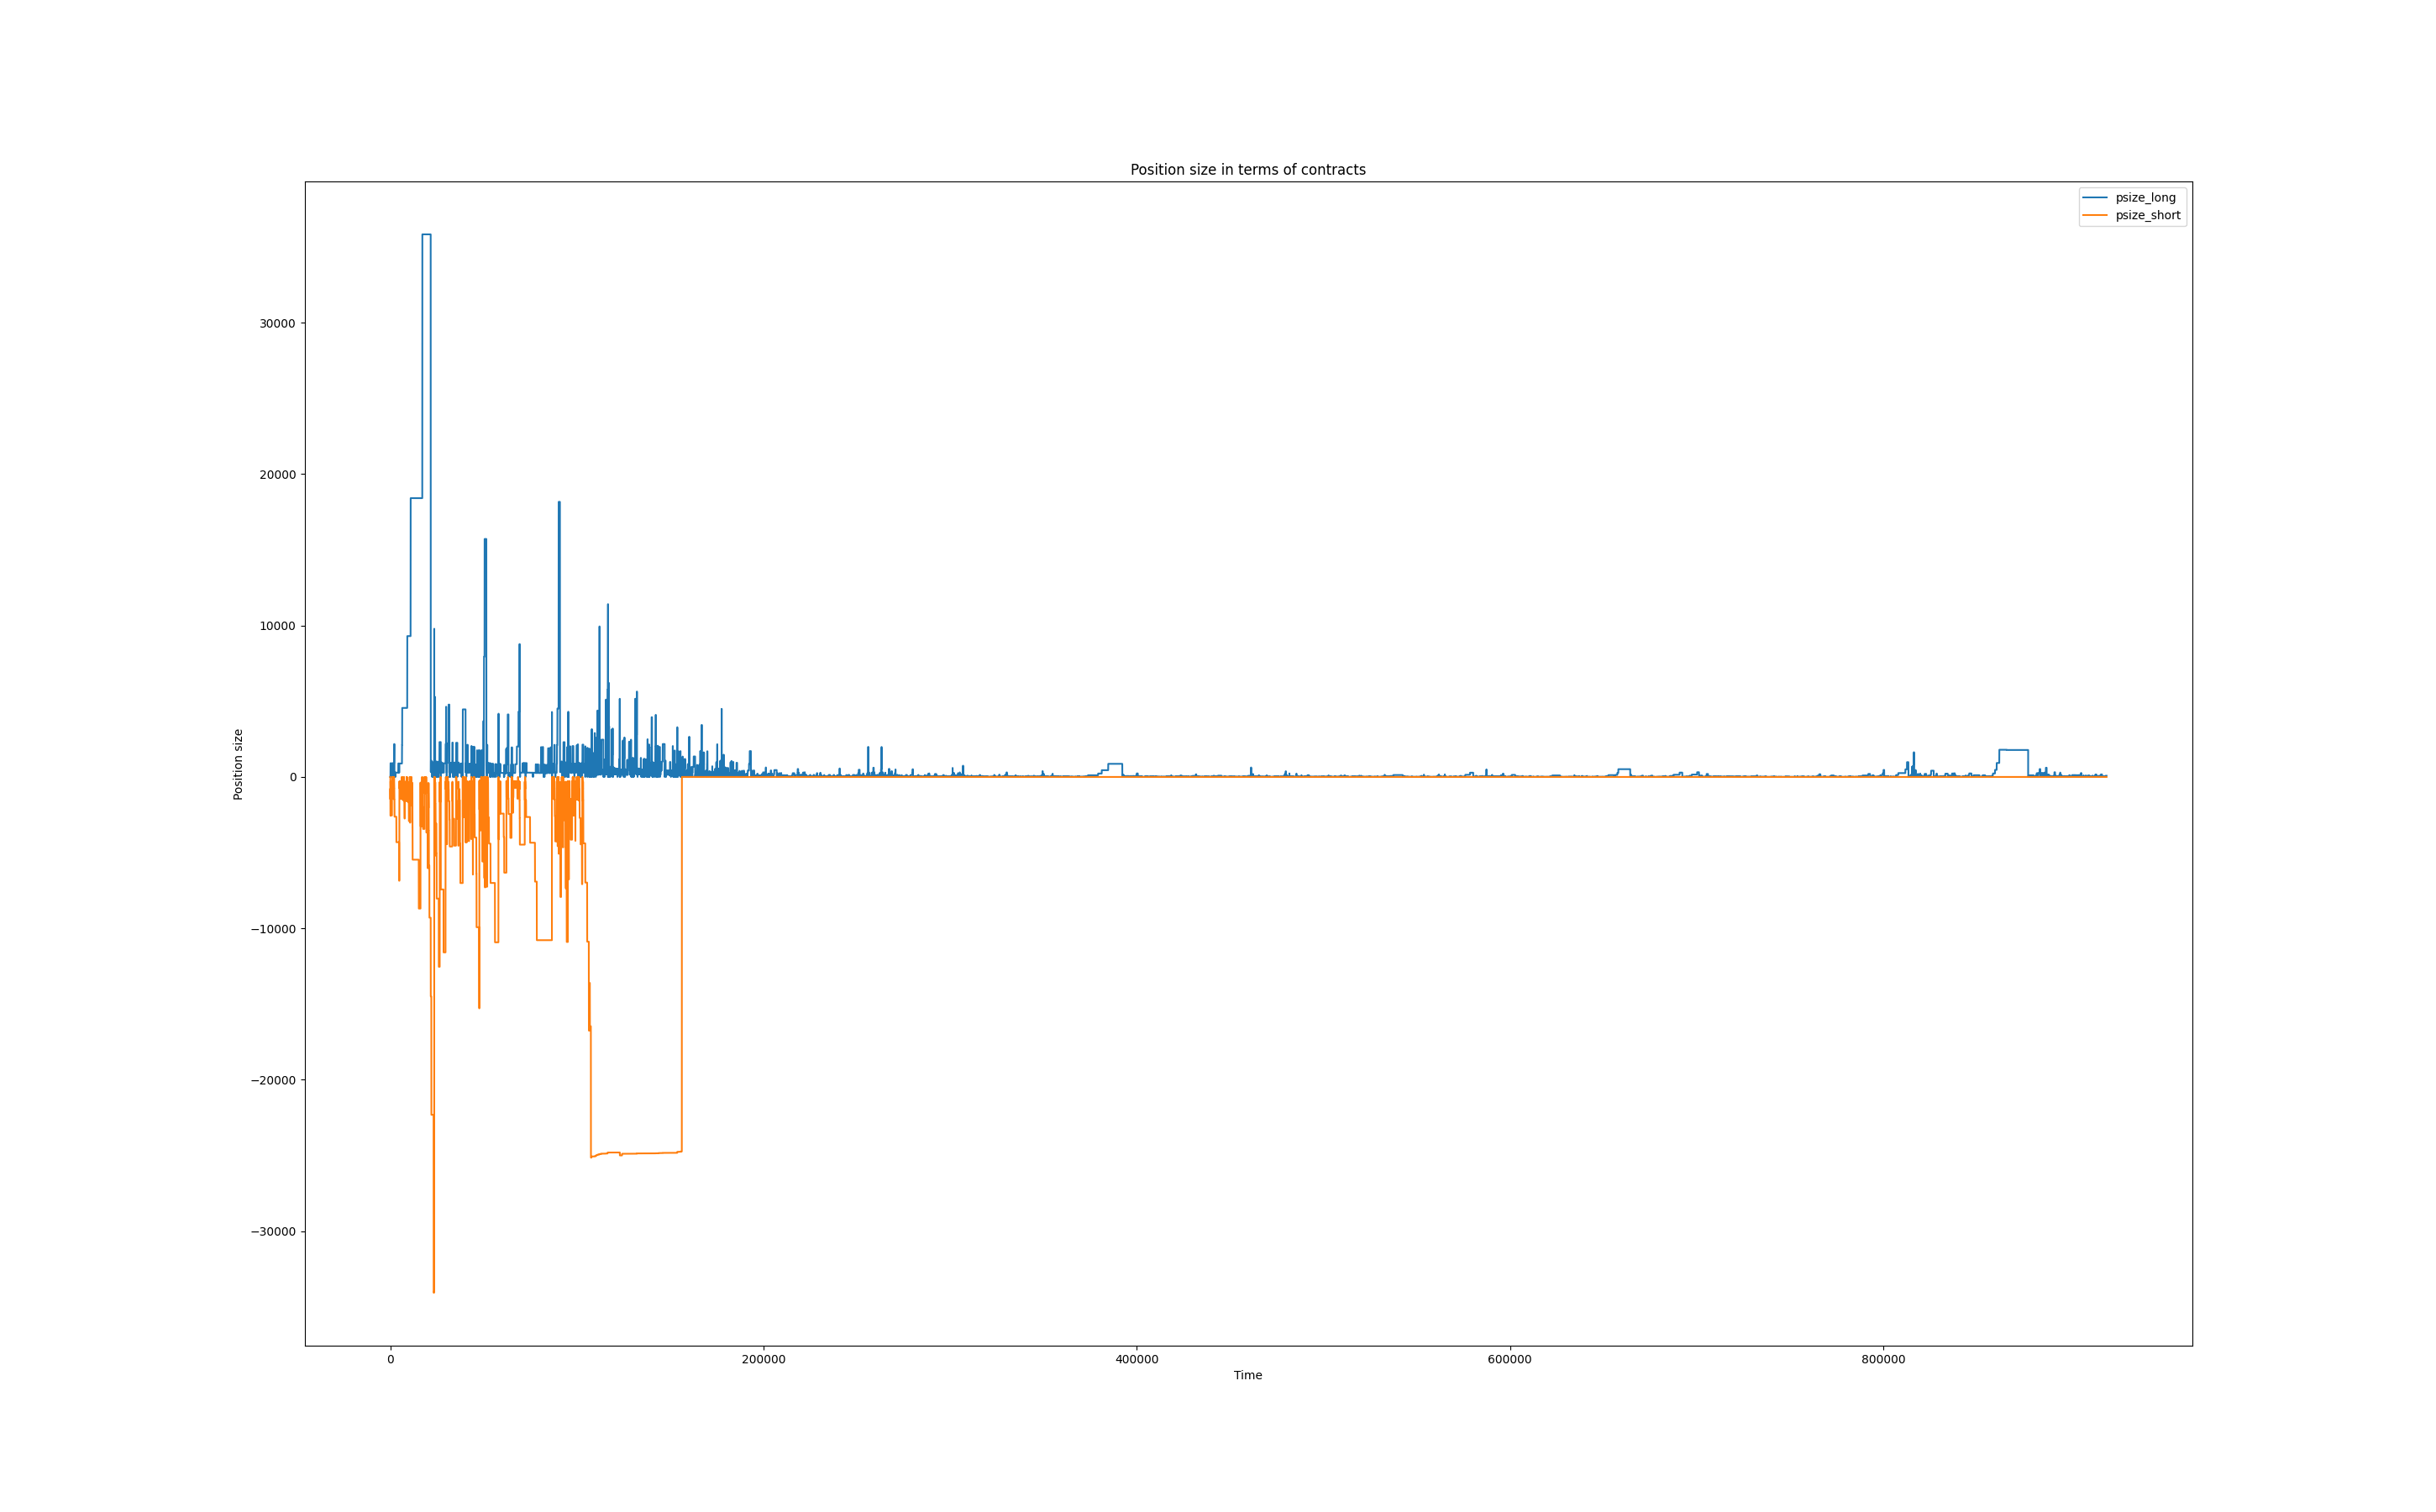 Position size in terms of contracts
psize_long
psize_short
30000
20000
10000
0
−10000
−20000
−30000
Position size
0 200000 400000 600000 800000
Time